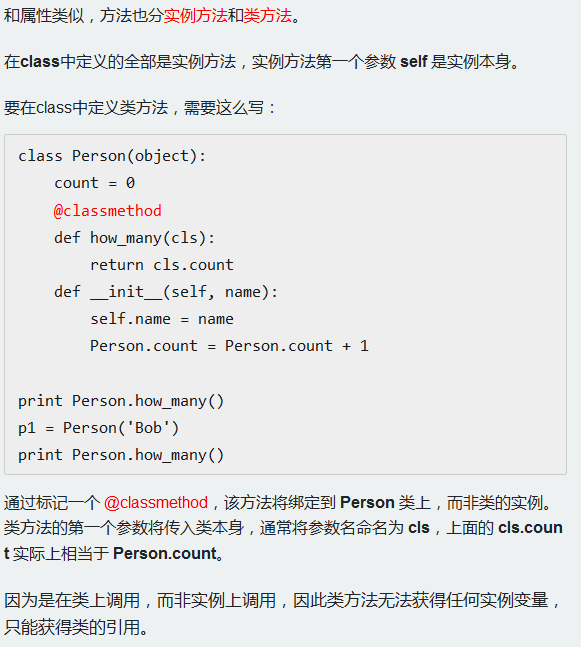 和属性类似，方法也分实例方法和类方法。
在class中定义的全部是实例方法，实例方法第一个参数 self 是实例本身。
要在class中定义类方法，需要这么写：
class Person(object):
    count = 0
    @classmethod
    def how_many(cls):
        return cls.count
    def __init__(self, name):
        self.name = name
        Person.count = Person.count + 1
print Person.how_many()
p1 = Person('Bob')
print Person.how_many()
通过标记一个 @classmethod，该方法将绑定到 Person 类上，而非类的实例。
类方法的第一个参数将传入类本身，通常将参数名命名为 cls，上面的 cls.coun
t 实际上相当于 Person.count。
因为是在类上调用，而非实例上调用，因此类方法无法获得任何实例变量，
只能获得类的引用。